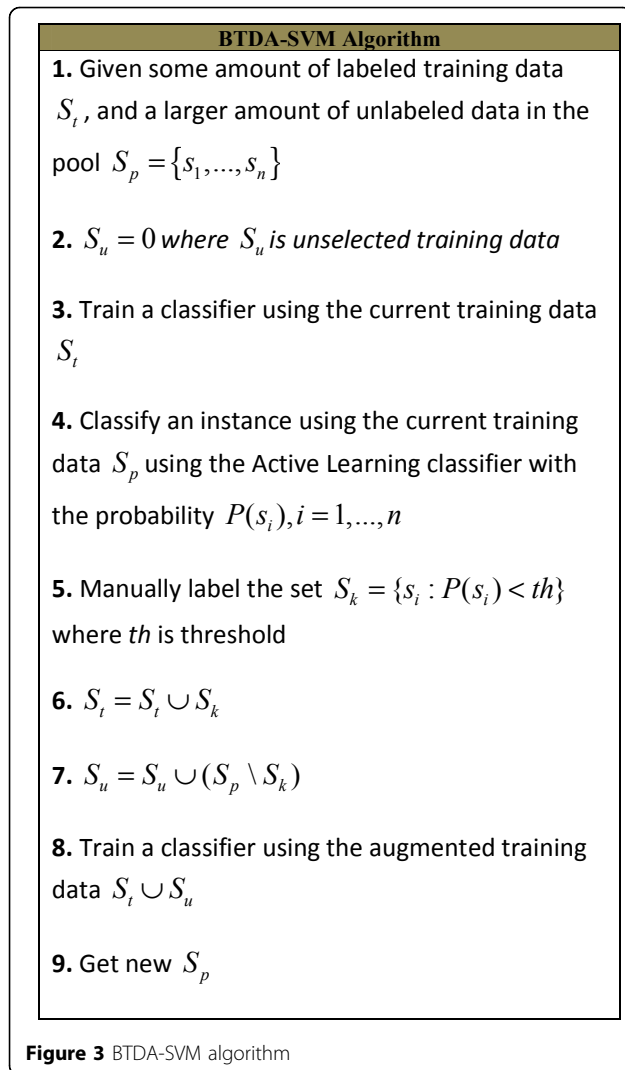 BTDA-SVM Algorithm
1. Given some amount of labeled training data
S_t, and a larger amount of unlabeled data in the
pool S_p = {s_1,...,s_n}
2. S_u = 0 where S_u is unselected training data
3. Train a classifier using the current training data
S_t
4. Classify an instance using the current training
data S_p using the Active Learning classifier with
the probability P(s_i), i = 1,...,n
5. Manually label the set S_k = {s_i : P(s_i) < th}
where th is threshold
6. S_t = S_t ∪ S_k
7. S_u = S_u ∪ (S_p \ S_k)
8. Train a classifier using the augmented training
data S_t ∪ S_u
9. Get new S_p
Figure 3 BTDA-SVM algorithm